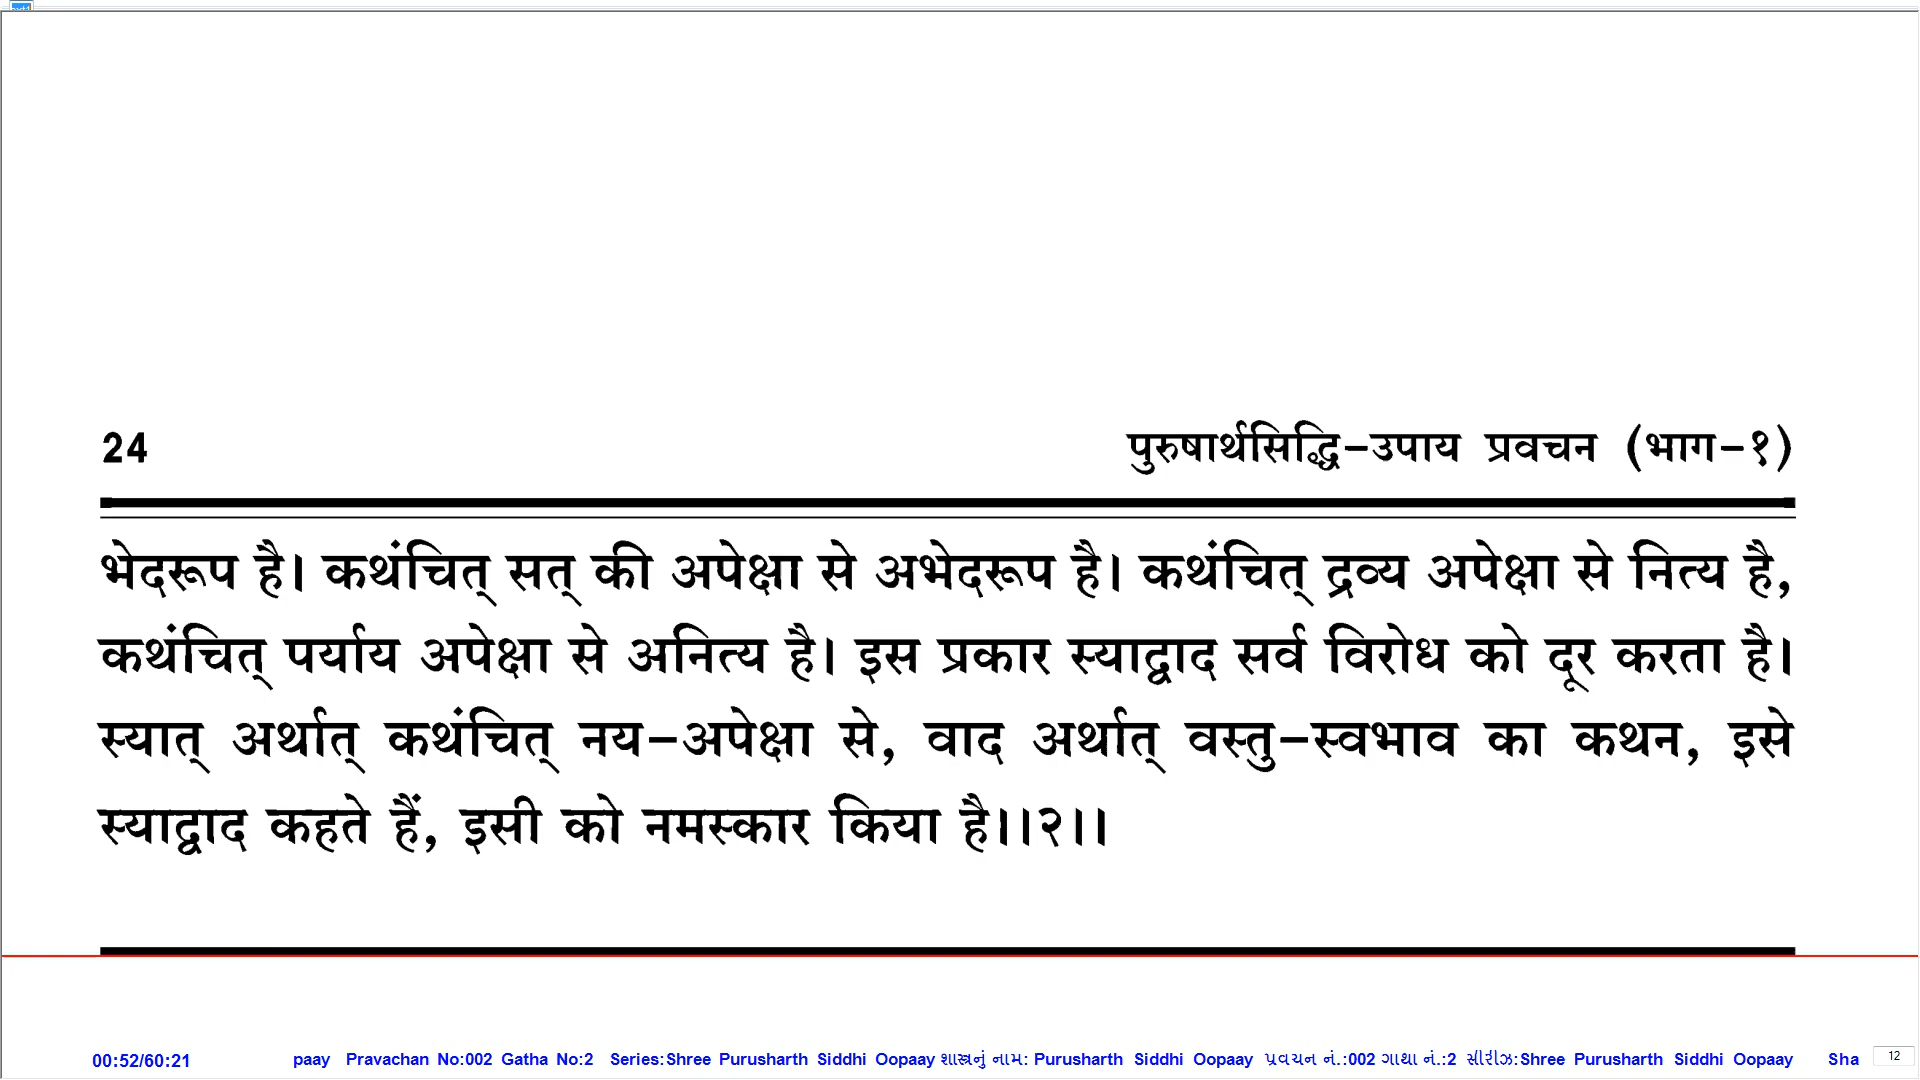 24 पुरुषार्थसिद्धि-उपाय प्रवचन (भाग-१)
भेदरूप है। कथंचित् सत् की अपेक्षा से अभेदरूप है। कथंचित् द्रव्य अपेक्षा से नित्य है,
कथंचित् पर्याय अपेक्षा से अनित्य है। इस प्रकार स्याद्वाद सर्व विरोध को दूर करता है।
स्यात् अर्थात् कथंचित् नय-अपेक्षा से, वाद अर्थात् वस्तु-स्वभाव का कथन, इसे
स्याद्वाद कहते हैं, इसी को नमस्कार किया है।।२।।
00:52/60:21 paay Pravachan No:002 Gatha No:2 Series:Shree Purusharth Siddhi Oopaay શાસ્ત્રનું નામ: Purusharth Siddhi Oopaay પ્રવચન નં.:002 ગાથા નં.:2 સીરીઝ:Shree Purusharth Siddhi Oopaay Sha 12